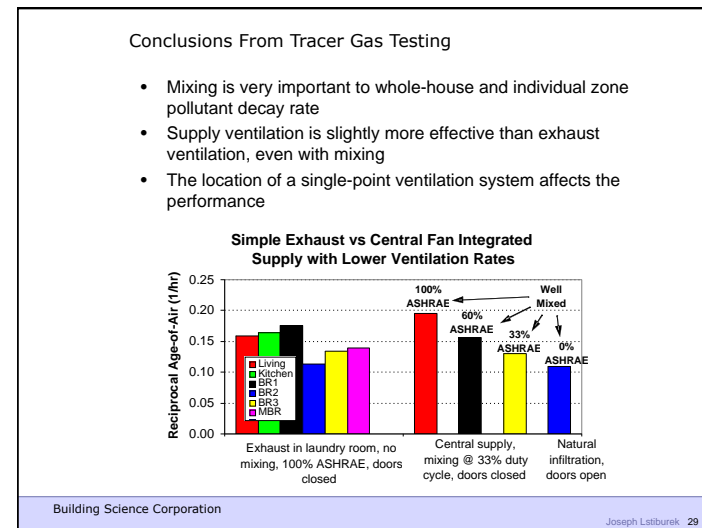 Conclusions From Tracer Gas Testing
• Mixing is very important to whole-house and individual zone
pollutant decay rate
• Supply ventilation is slightly more effective than exhaust
ventilation, even with mixing
• The location of a single-point ventilation system affects the
performance
Simple Exhaust vs Central Fan Integrated
Supply with Lower Ventilation Rates
Reciprocal Age-of-Air (1/hr)
0.25
0.20
0.15
0.10
0.05
0.00
Living
Kitchen
BR1
BR2
BR3
MBR
100%
ASHRAE
60%
ASHRAE
33%
ASHRAE
0%
ASHRAE
Well
Mixed
Exhaust in laundry room, no
mixing, 100% ASHRAE, doors
closed
Central supply,
mixing @ 33% duty
cycle, doors closed
Natural
infiltration,
doors open
Building Science Corporation
Joseph Lstiburek 29